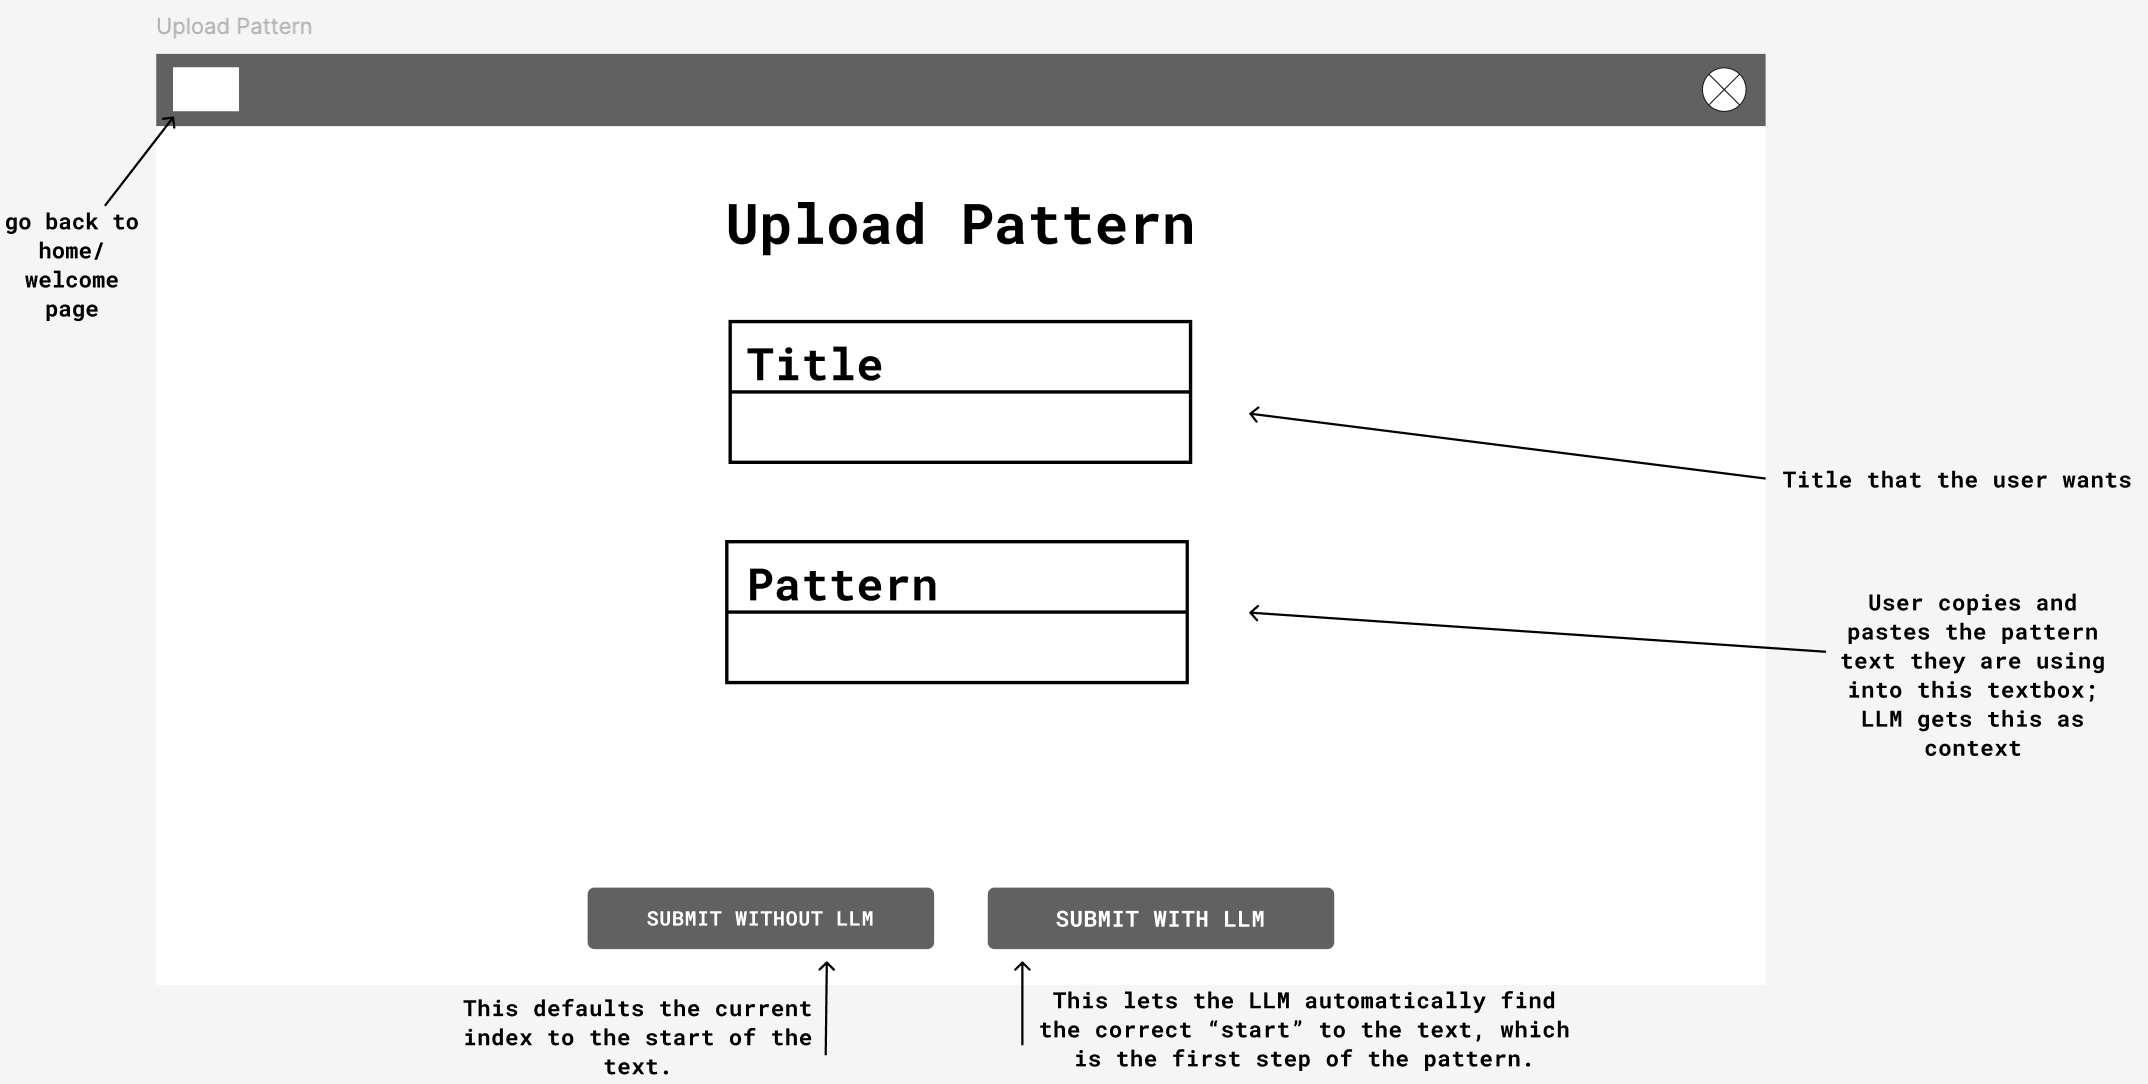 Upload Pattern
go back to
home/
welcome
page
Upload Pattern
Title
Title that the user wants
Pattern
User copies and
pastes the pattern
text they are using
into this textbox;
LLM gets this as
context
SUBMIT WITHOUT LLM
SUBMIT WITH LLM
This defaults the current
index to the start of the
text.
This lets the LLM automatically find
the correct “start” to the text, which
is the first step of the pattern.